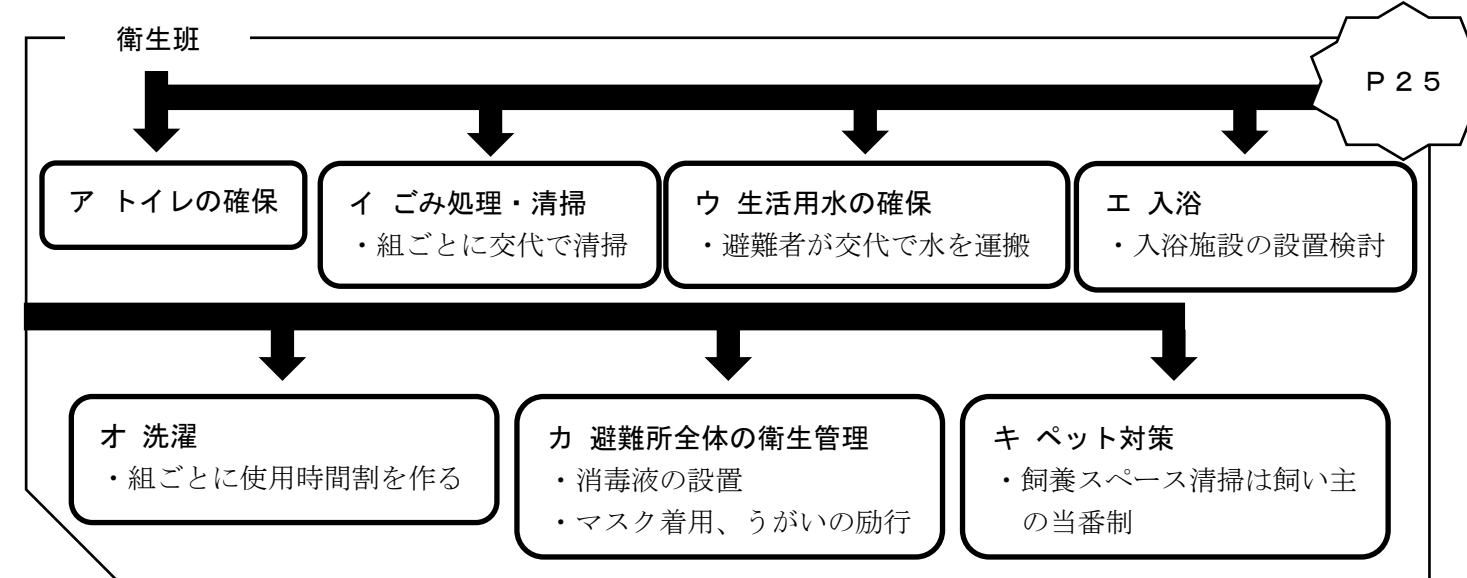 衛生班
Ｐ２５
ア トイレの確保
イ ごみ処理・清掃
・組ごとに交代で清掃
ウ 生活用水の確保
・避難者が交代で水を運搬
エ 入浴
・入浴施設の設置検討
オ 洗濯
・組ごとに使用時間割を作る
カ 避難所全体の衛生管理
・消毒液の設置
・マスク着用、うがいの励行
キ ペット対策
・飼養スペース清掃は飼い主
の当番制